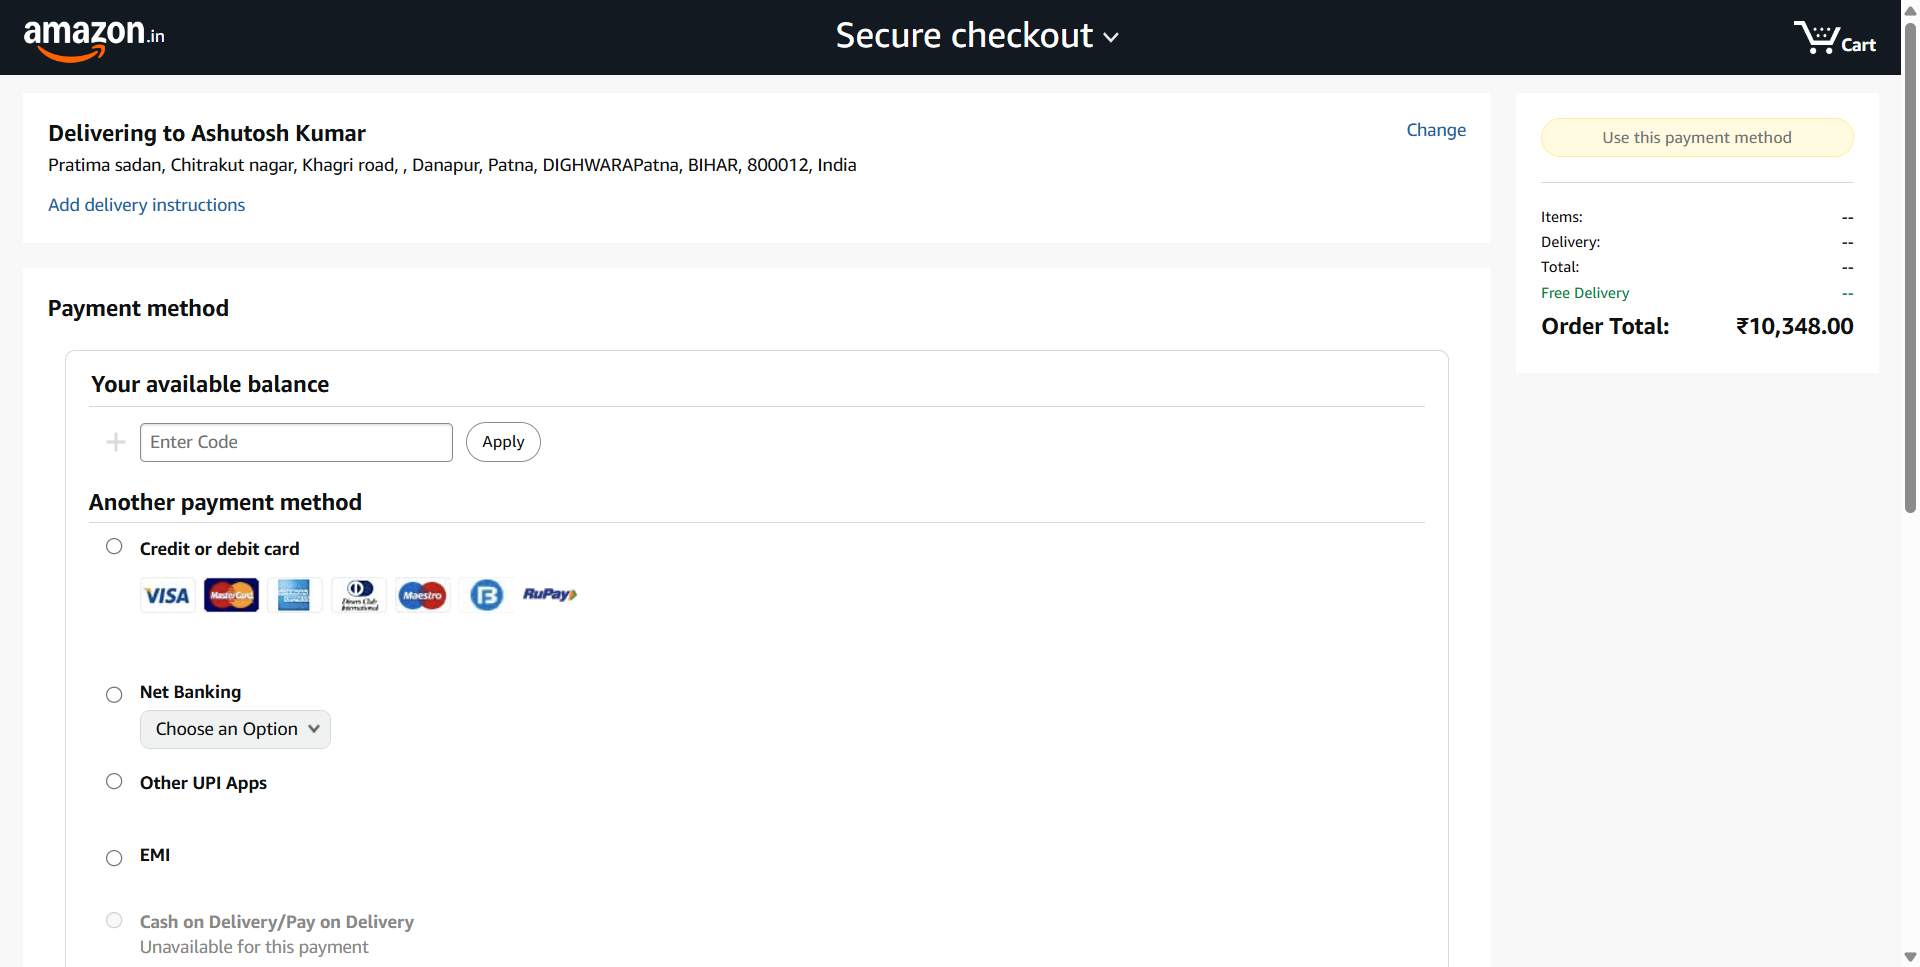 amazon.in
Secure checkout
Cart
Delivering to Ashutosh Kumar
Change
Pratima sadan, Chitrakut nagar, Khagri road, , Danapur, Patna, DIGHWARAPatna, BIHAR, 800012, India
Add delivery instructions
Use this payment method
Items: --
Delivery: --
Total: --
Free Delivery --
Order Total: ₹10,348.00
Payment method
Your available balance
Enter Code
Apply
Another payment method
Credit or debit card
VISA MasterCard Diners Club International Maestro B RuPay
Net Banking
Choose an Option
Other UPI Apps
EMI
Cash on Delivery/Pay on Delivery
Unavailable for this payment